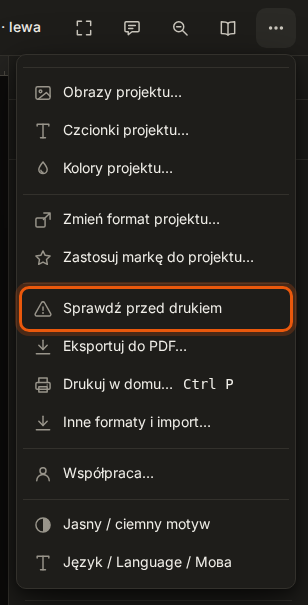 · lewa
Obrazy projektu...
Czcionki projektu...
Kolory projektu...
Zmień format projektu...
Zastosuj markę do projektu...
Sprawdź przed drukiem
Eksportuj do PDF...
Drukuj w domu... Ctrl P
Inne formaty i import...
Współpraca...
Jasny / ciemny motyw
Język / Language / Мова